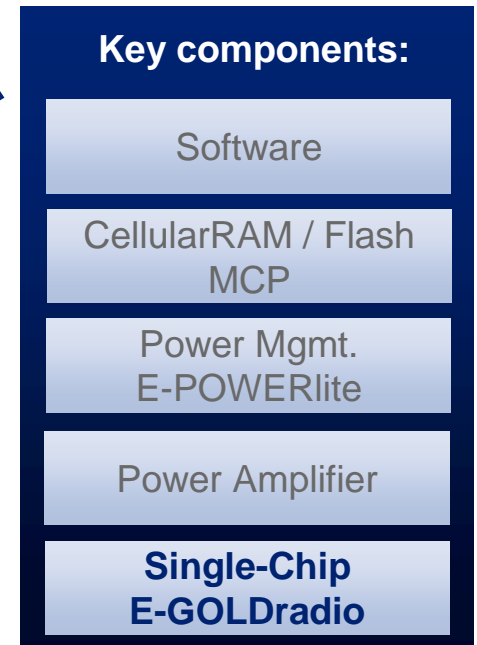 Key components:
Software
CellularRAM / Flash
MCP
Power Mgmt.
E-POWERlite
Power Amplifier
Single-Chip
E-GOLDradio